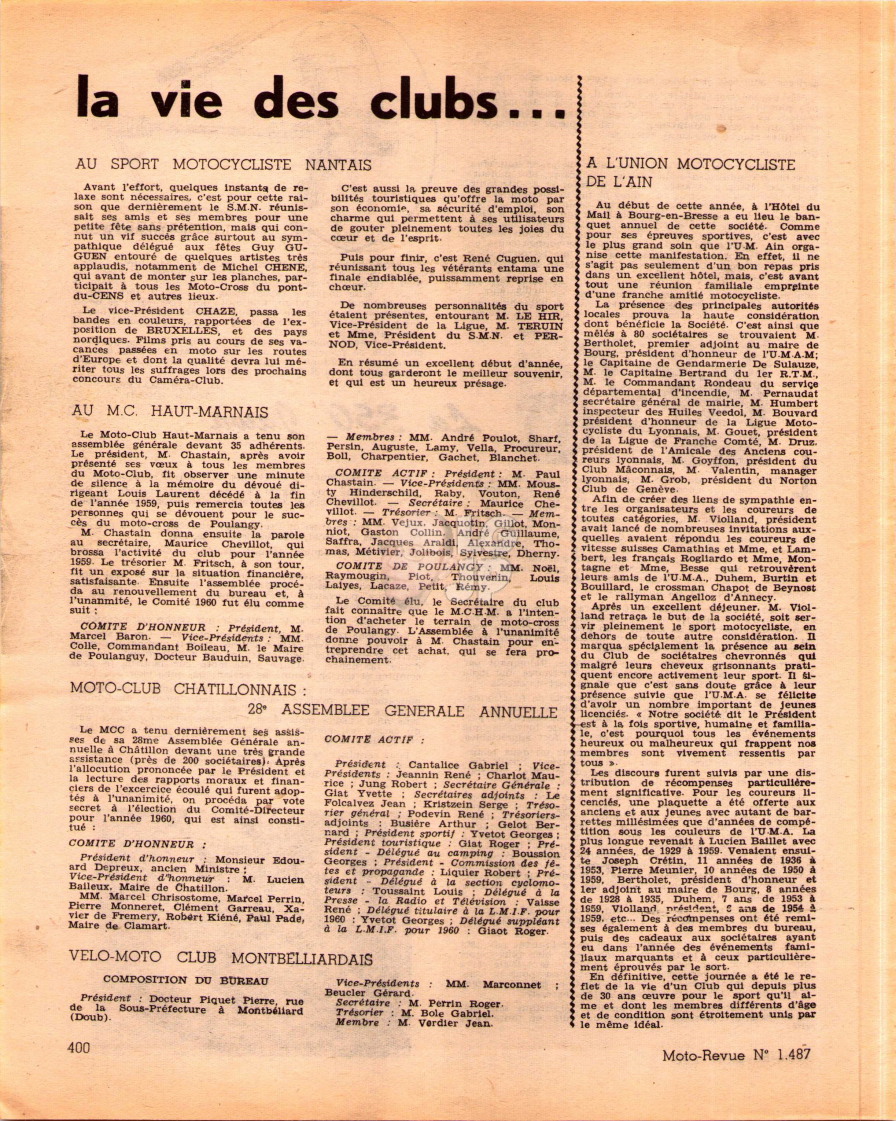 la vie des clubs...
AU SPORT MOTOCYCLISTE NANTAIS
Avant l'effort, quelques instants de re-
laxe sont nécessaires, c'est pour cette rai-
son que dernièrement le S.M.N. réunis-
sait ses amis et ses membres pour une
petite fête sans prétention, mais qui con-
nut un vif succès grâce surtout au sym-
pathique délégué aux fêtes Guy GU-
GUEN entouré de quelques artistes très
applaudis, notamment de Michel CHENE,
qui avant de monter sur les planches, par-
ticipait à tous les Moto-Cross du pont-
du-CENS et autres lieux.
Le vice-Président CHAZE, passa les
bandes en couleurs, rapportées de l'ex-
position de BRUXELLES, et des pays
nordiques. Films pris au cours de ses va-
cances passées en moto sur les routes
d'Europe et dont la qualité devra lui mé-
riter tous les suffrages lors des prochains
concours du Caméra-Club.
C'est aussi la preuve des grandes possi-
bilités touristiques qu'offre la moto par
son économie, sa sécurité d'emploi, son
charme qui permettent à ses utilisateurs
de gouter pleinement toutes les joies du
cœur et de l'esprit.
Puis pour finir, c'est René Cuguen, qui
réunissant tous les vétérants entama une
finale endiablée, puissamment reprise en
chœur.
De nombreuses personnalités du sport
étaient présentes, entourant M. LE HIR,
Vice-Président de la Ligue, M. TERUIN
et Mme, Président du S.M.N. et PER-
NOD, Vice-Président.
En résumé un excellent début d'année,
dont tous garderont le meilleur souvenir,
et qui est un heureux présage.
AU M.C. HAUT-MARNAIS
Le Moto-Club Haut-Marnais a tenu son
assemblée générale devant 35 adhérents.
Le président, M. Chastain, après avoir
présenté ses vœux à tous les membres
du Moto-Club, fit observer une minute
de silence à la mémoire du dévoué di-
rigeant Louis Laurent décédé à la fin
de l'année 1959, puis remercia toutes les
personnes qui se dévouent pour le suc-
cès du moto-cross de Poulangy.
M. Chastain donna ensuite la parole
au secrétaire, Maurice Chevillot, qui
brossa l'activité du club pour l'année
1959. Le trésorier M. Fritsch, à son tour,
fit un exposé sur la situation financière,
satisfaisante. Ensuite l'assemblée procé-
da au renouvellement du bureau et, à
l'unanmité, le Comité 1960 fut élu comme
suit :
COMITE D'HONNEUR : Président, M.
Marcel Baron. — Vice-Présidents : MM.
Colle, Commandant Boileau, M. le Maire
de Poulanguy, Docteur Bauduin, Sauvage.
— Membres : MM. André Poulot, Sharf,
Persin, Auguste, Lamy, Vella, Procureur,
Boll, Charpentier, Gachet, Blanchet.
COMITE ACTIF : Président : M. Paul
Chastain. — Vice-Présidents : MM. Mous-
ty Hinderschild, Raby, Vouton, René
Chevillot. — Secrétaire : Maurice Che-
villot. — Trésorier : M. Fritsch. — Mem-
bres : MM. Vejux, Jacquotin, Gillot, Mon-
niot, Gaston Collin, André Guillaume,
Saffra, Jacques Araldi, Alexandre, Tho-
mas, Métivier, Jolibois, Sylvestre, Dherny.
COMITE DE POULANGY : MM. Noël,
Raymougin, Piot, Thouvenin, Louis
Laiyes, Lacaze, Petit, Rémy.
Le Comité élu, le Secrétaire du club
fait connaître que le M.C.H.M. a l'inten-
tion d'acheter le terrain de moto-cross
de Poulangy. L'Assemblée à l'unanimité
donne pouvoir à M. Chastain pour en-
treprendre cet achat, qui se fera pro-
chainement.
MOTO-CLUB CHATILLONNAIS :
28e ASSEMBLEE GENERALE ANNUELLE
Le MCC a tenu dernièrement ses assis-
ses de sa 28me Assemblée Générale an-
nuelle à Châtillon devant une très grande
assistance (près de 200 sociétaires). Après
l'allocution prononcée par le Président et
la lecture des rapports moraux et finan-
ciers de l'excercice écoulé qui furent adop-
tés à l'unanimité, on procéda par vote
secret à l'élection du Comité-Directeur
pour l'année 1960, qui est ainsi consti-
tué :
COMITE D'HONNEUR :
Président d'honneur : Monsieur Edou-
ard Depreux, ancien Ministre ;
Vice-Président d'honneur : M. Lucien
Baileux, Maire de Chatillon.
MM. Marcel Chrisostome, Marcel Perrin,
Pierre Monneret, Clément Garreau, Xa-
vier de Fremery, Robért Kiéné, Paul Padé,
Maire de Clamart.
COMITE ACTIF :
Président : Cantalice Gabriel ; Vice-
Présidents : Jeannin René ; Charlot Mau-
rice ; Jung Robert ; Secrétaire Générale :
Giat Yvette ; Secrétaires adjoints : Le
Folcalvez Jean ; Kristzein Serge ; Tréso-
rier général ; Podevin René ; Trésoriers-
adjoints : Busière Arthur ; Gelot Ber-
nard ; Président sportif : Yvetot Georges ;
Président touristique : Giat Roger ; Pré-
sident - Délégué au camping : Boussion
Georges ; Président - Commission des fê-
tes et propagande : Liquier Robert ; Pré-
sident - Délégué à la section cyclomo-
teurs : Toussaint Louis ; Délégué à la
Presse - la Radio et Télévision : Vaisse
René ; Délégué titulaire à la L.M.I.F. pour
1960 : Yvetot Georges ; Délégué suppléant
à la L.M.I.F. pour 1960 : Giaot Roger.
VELO-MOTO CLUB MONTBELLIARDAIS
COMPOSITION DU BUREAU
Président : Docteur Piquet Pierre, rue
de la Sous-Préfecture à Montbéliard
(Doub).
Vice-Présidents : MM. Marconnet ;
Beucler Gérard.
Secrétaire : M. Perrin Roger.
Trésorier : M. Bole Gabriel.
Membre : M. Verdier Jean.
A L'UNION MOTOCYCLISTE
DE L'AIN
Au début de cette année, à l'Hôtel du
Mail à Bourg-en-Bresse a eu lieu le ban-
quet annuel de cette société. Comme
pour ses épreuves sportives, c'est avec
le plus grand soin que l'U.M. Ain orga-
nise cette manifestation. En effet, il ne
s'agit pas seulement d'un bon repas pris
dans un excellent hôtel, mais, c'est avant
tout une réunion familiale empreinte
d'une franche amitié motocycliste.
La présence des principales autorités
locales prouva la haute considération
dont bénéficie la Société. C'est ainsi que
mêlés à 80 sociétaires se trouvaient M.
Bertholet, premier adjoint au maire de
Bourg, président d'honneur de l'U.M.A.M;
le Capitaine de Gendarmerie De Sulauze,
M. le Capitaine Bertrand du 1er R.T.M.,
M. le Commandant Rondeau du service
départemental d'incendie, M. Pernaudat
secrétaire général de mairie, M. Humbert
inspecteur des Huiles Veedol, M. Bouvard
président d'honneur de la Ligue Moto-
cycliste du Lyonnais, M. Gouet, président
de la Ligue de Franche Comté, M. Druz,
président de l'Amicale des Anciens cou-
reurs lyonnais, M. Goyffon, président du
Club Mâconnais, M. Valentin, manager
lyonnais, M. Grob, président du Norton
Club de Genève.
Afin de créer des liens de sympathie en-
tre les organisateurs et les coureurs de
toutes catégories, M. Violland, président
avait lancé de nombreuses invitations aux-
quelles avaient répondu les coureurs de
vitesse suisses Camathias et Mme, et Lam-
bert, les français Rogliardo et Mme, Mon-
tagne et Mme, Besse qui retrouvèrent
leurs amis de l'U.M.A., Duhem, Burtin et
Bouillard, le crossman Chapot de Beynost
et le rallyman Angelloz d'Annecy.
Après un excellent déjeuner, M. Viol-
land retraça le but de la société, soit ser-
vir pleinement le sport motocycliste, en
dehors de toute autre considération. Il
marqua spécialement la présence au sein
du Club de sociétaires chevronnés qui
malgré leurs cheveux grisonnants prati-
quent encore activement leur sport. Il si-
gnale que c'est sans doute grâce à leur
présence suivie que l'U.M.A. se félicite
d'avoir un nombre important de jeunes
licenciés. « Notre société dit le Président
est à la fois sportive, humaine et familia-
le, c'est pourquoi tous les événements
heureux ou malheureux qui frappent nos
membres sont vivement ressentis par
tous ».
Les discours furent suivis par une dis-
tribution de récompenses particulière-
ment significative. Pour les coureurs li-
cenciés, une plaquette a été offerte aux
anciens et aux jeunes avec autant de bar-
rettes millésimées que d'années de compé-
tition sous les couleurs de l'U.M.A. La
plus longue revenait à Lucien Baillet avec
24 années, de 1929 à 1959. Venaient ensui-
te Joseph Crétin, 11 années de 1936 à
1953, Pierre Meunier, 10 années de 1950 à
1959, Bertholet, président d'honneur et
1er adjoint au maire de Bourg, 8 années
de 1928 à 1935, Duhem, 7 ans de 1953 à
1959, Violland, président, 6 ans de 1954 à
1959, etc... Des récompenses ont été remi-
ses également à des membres du bureau,
puis des cadeaux aux sociétaires ayant
eu dans l'année des événements fami-
liaux marquants et à ceux particulière-
ment éprouvés par le sort.
En définitive, cette journée a été le re-
flet de la vie d'un Club qui depuis plus
de 30 ans œuvre pour le sport qu'il ai-
me et dont les membres différents d'âge
et de condition sont étroitement unis par
le même idéal.
400
Moto-Revue N° 1.487